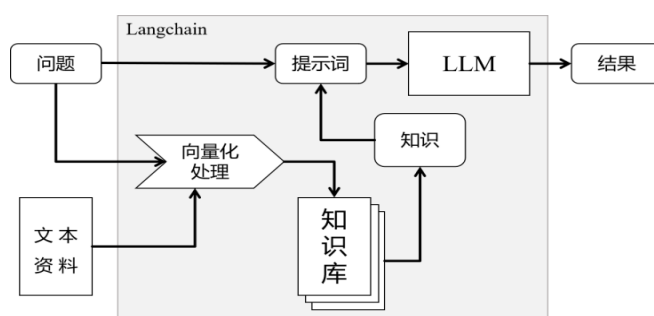 Langchain
问题
提示词
LLM
结果
向量化
处理
知识
文 本
资 料
知
识
库